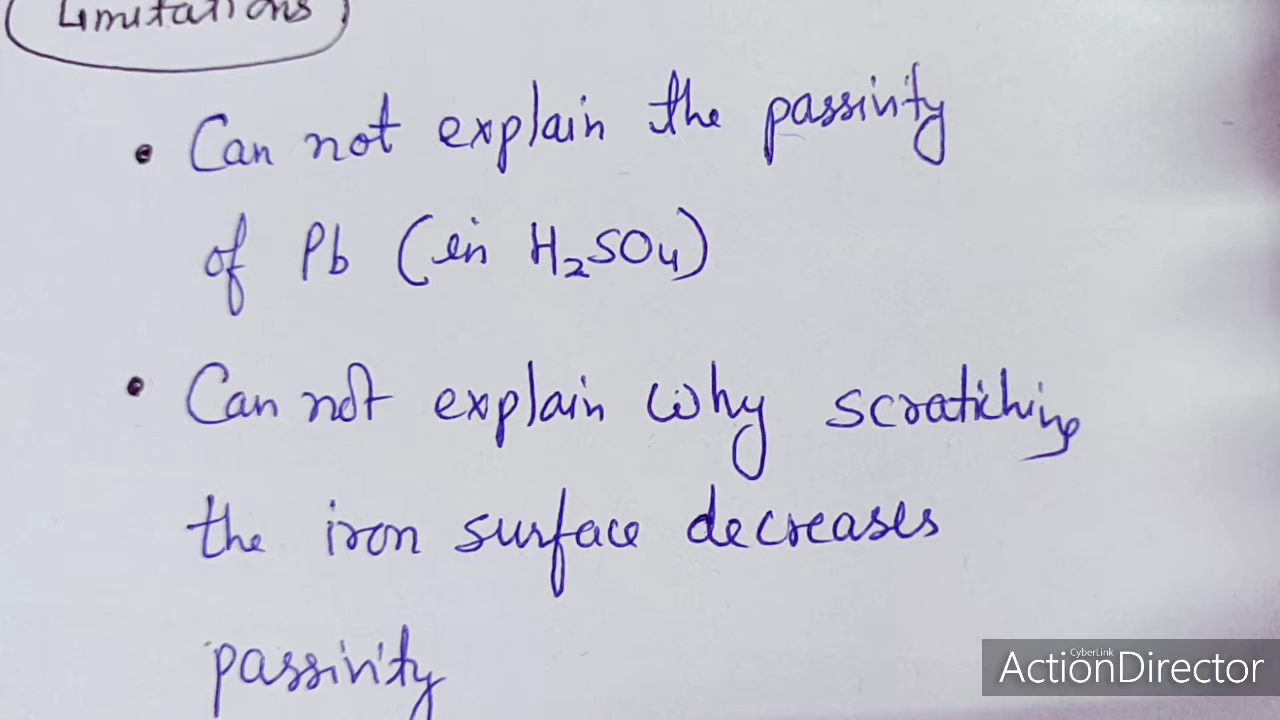 Limitations
• Can not explain the passivity
of Pb (in H₂SO₄)
• Can not explain why scratching
the iron surface decreases
passivity
CyberLink
ActionDirector